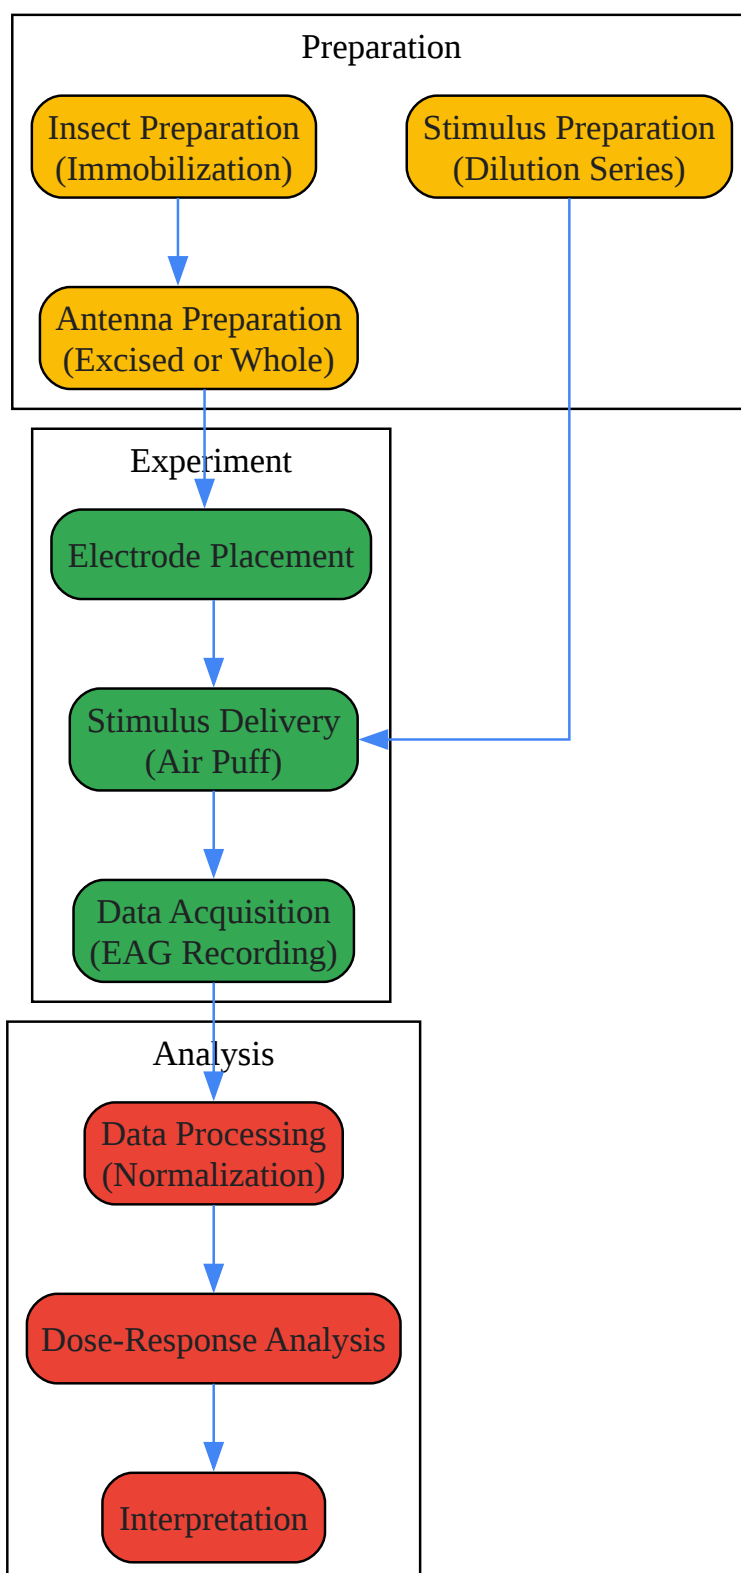 Preparation
Insect Preparation
(Immobilization)
Stimulus Preparation
(Dilution Series)
Antenna Preparation
(Excised or Whole)
Experiment
Electrode Placement
Stimulus Delivery
(Air Puff)
Data Acquisition
(EAG Recording)
Analysis
Data Processing
(Normalization)
Dose-Response Analysis
Interpretation